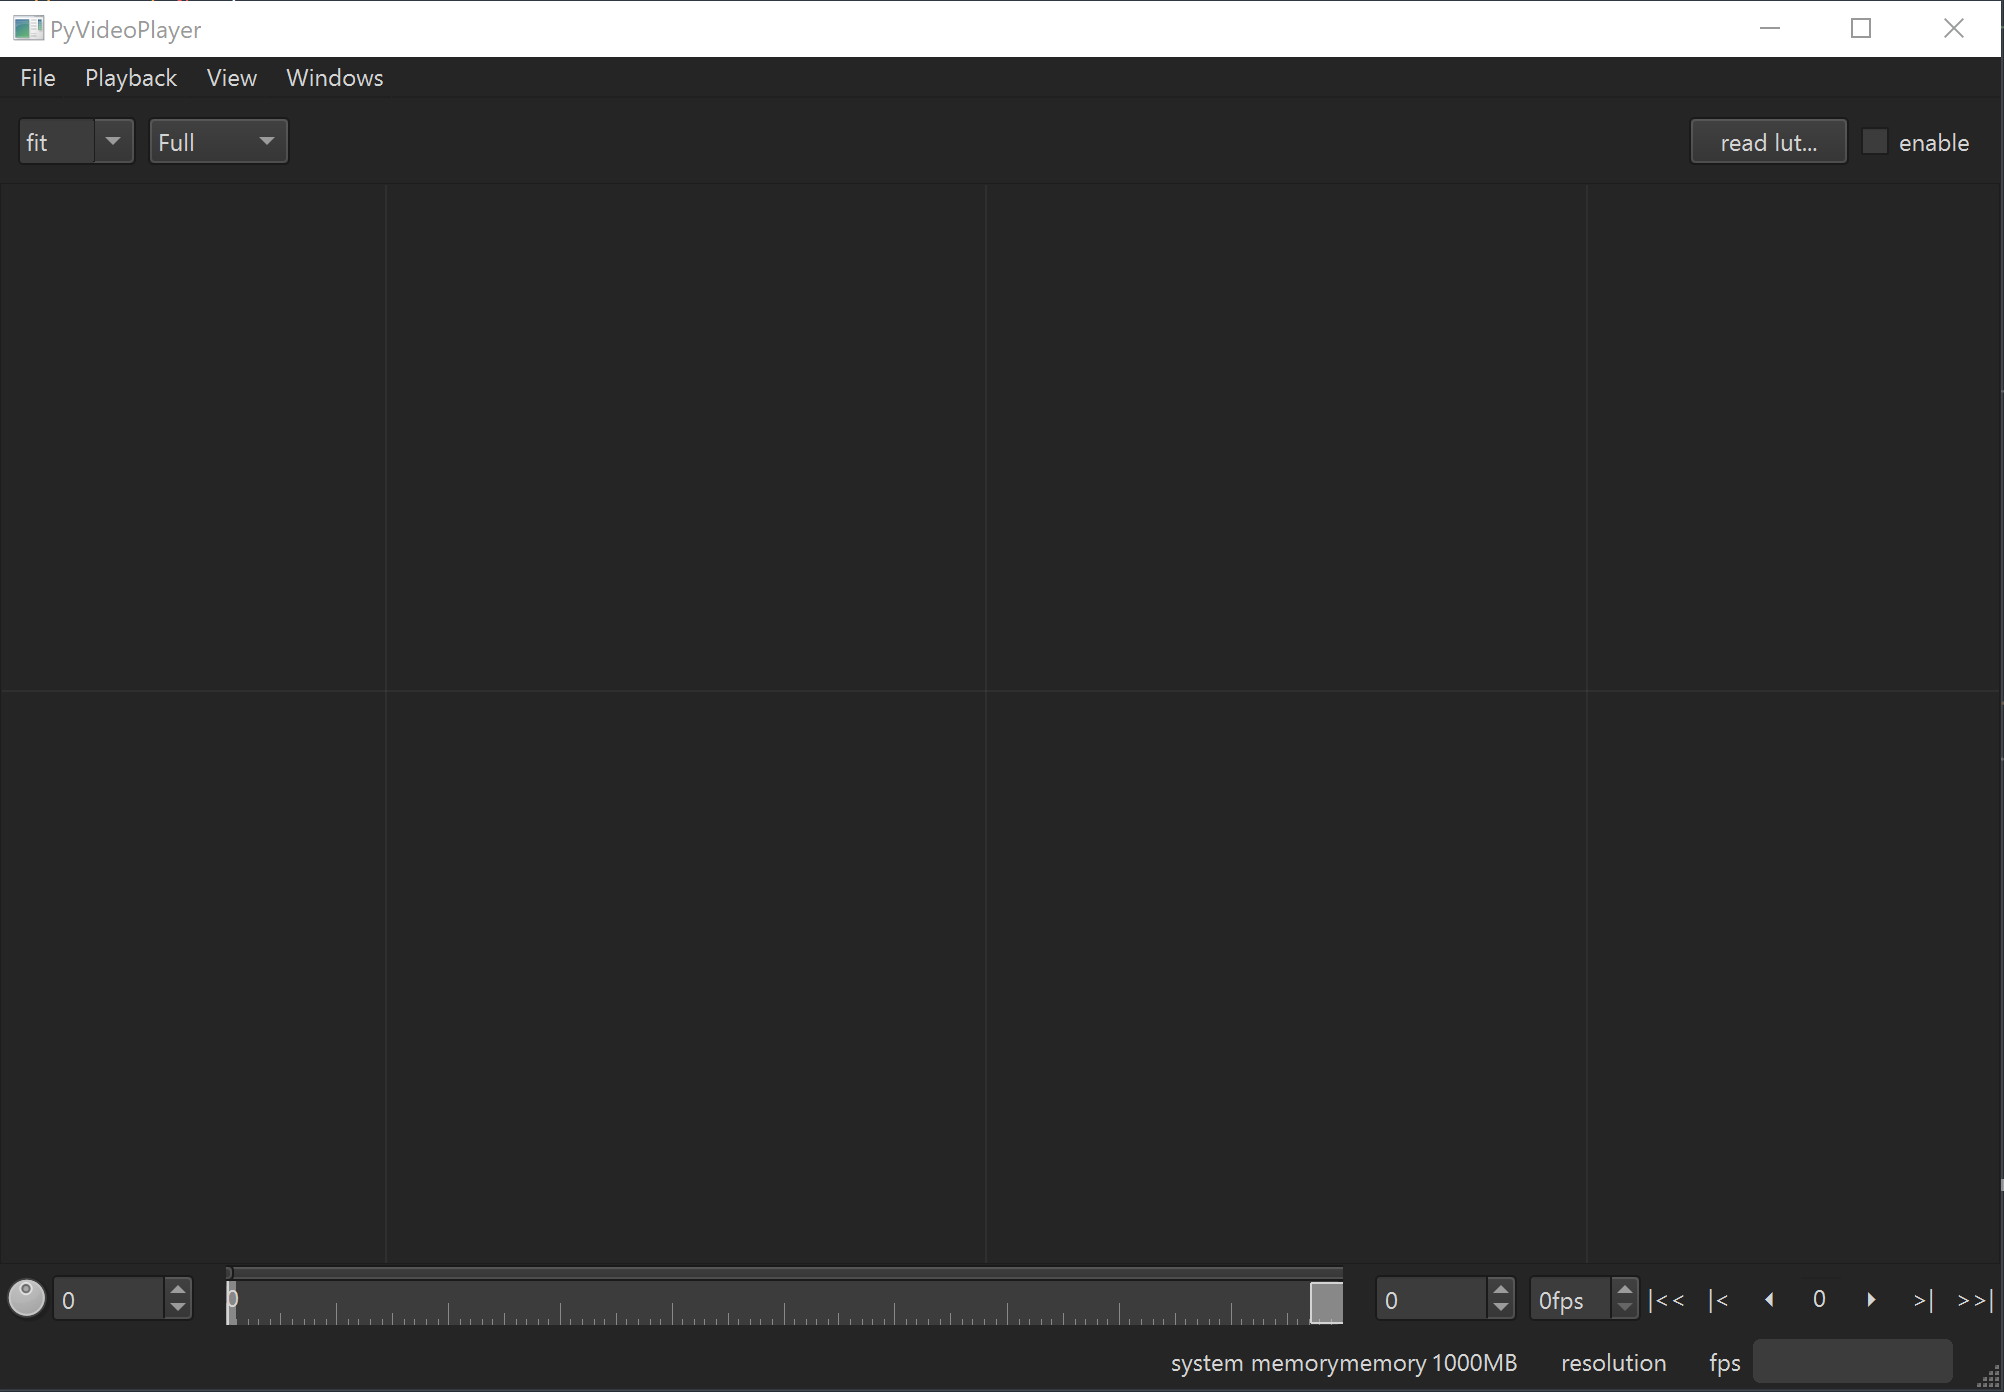 PyVideoPlayer
File Playback View Windows
fit Full read lut... enable
0 0 0 0fps |<< |< 0 >| >>|
system memorymemory 1000MB resolution fps